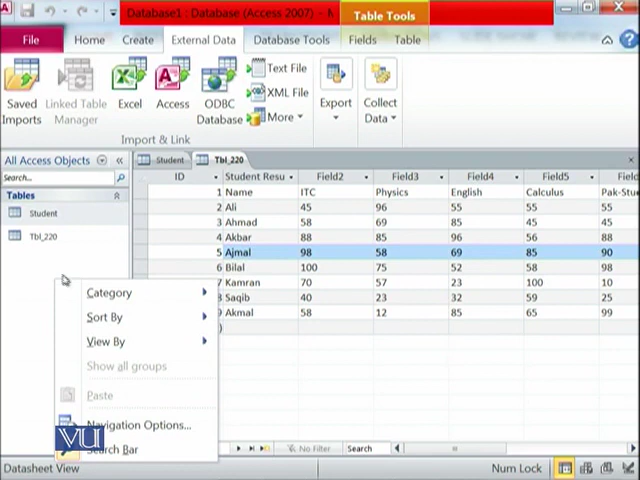 Database1 : Database (Access 2007) -
Table Tools
File Home Create External Data Database Tools Fields Table
Saved Imports
Linked Table Manager
Excel
Access
ODBC Database
Text File
XML File
More
Export
Collect Data
Import & Link
All Access Objects
Search...
Tables
Student
Tbl_220
Student Tbl_220
ID Student Resu Field2 Field3 Field4 Field5 Field
1 Name ITC Physics English Calculus Pak-Stu
2 Ali 45 96 55 55 55
3 Ahmad 58 69 85 45 45
4 Akbar 88 85 96 56 88
5 Ajmal 98 58 69 85 90
6 Bilal 100 75 52 58 98
7 Kamran 70 57 23 100 10
8 Saqib 40 23 32 59 25
9 Akmal 58 12 85 65 99
Category
Sort By
View By
Show all groups
Paste
Navigation Options...
Search Bar
VU
No Filter Search
Datasheet View
Num Lock